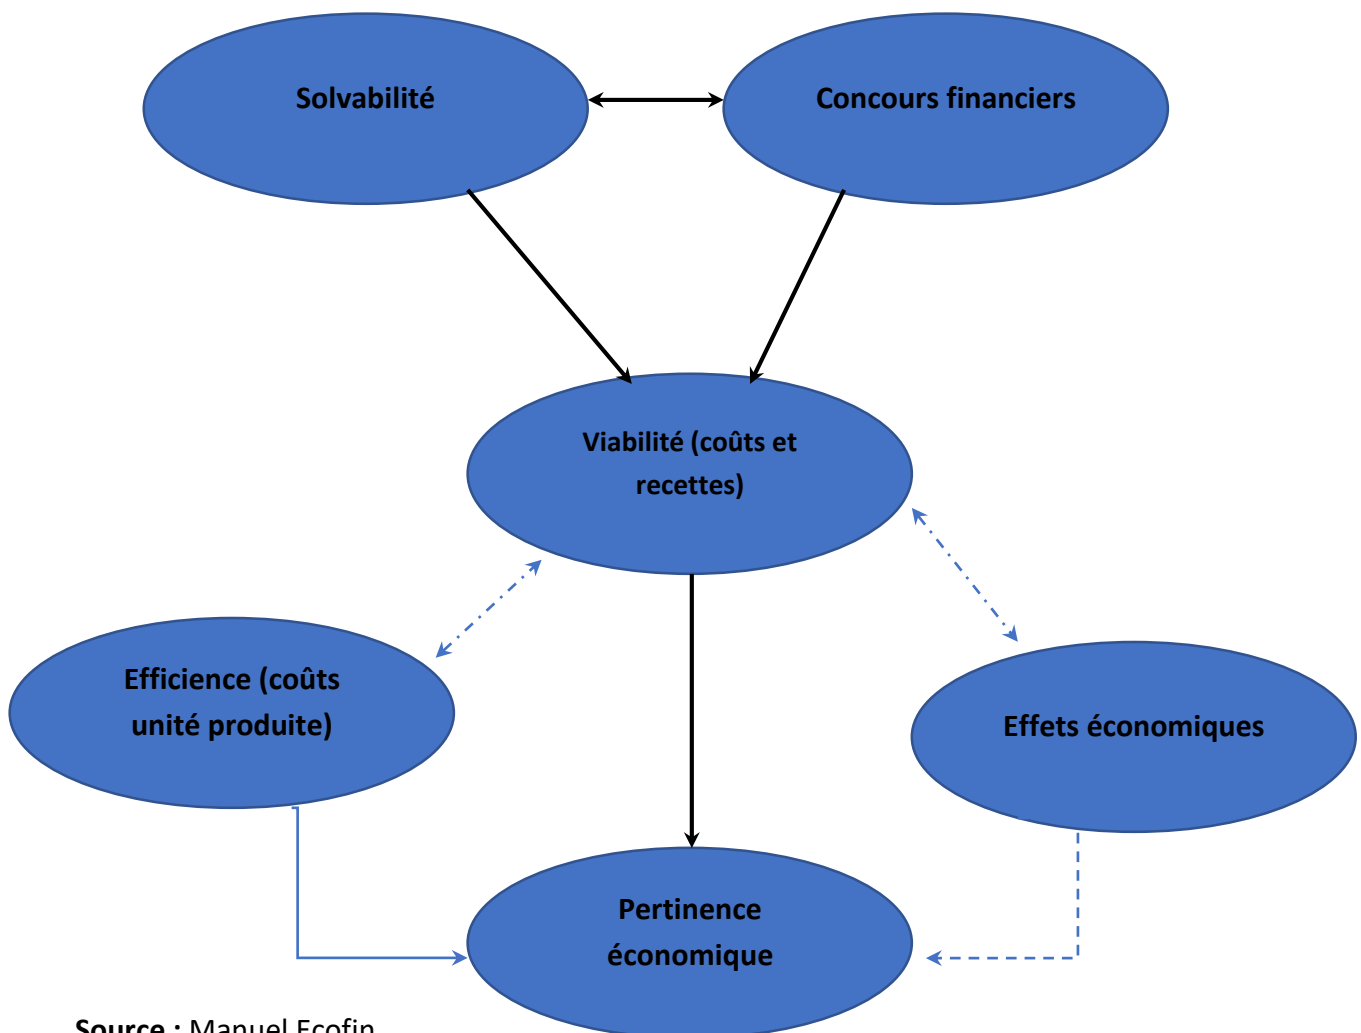 Solvabilité
Concours financiers
Viabilité (coûts et
recettes)
Efficience (coûts
unité produite)
Effets économiques
Pertinence
économique
Source : Manuel Ecofin